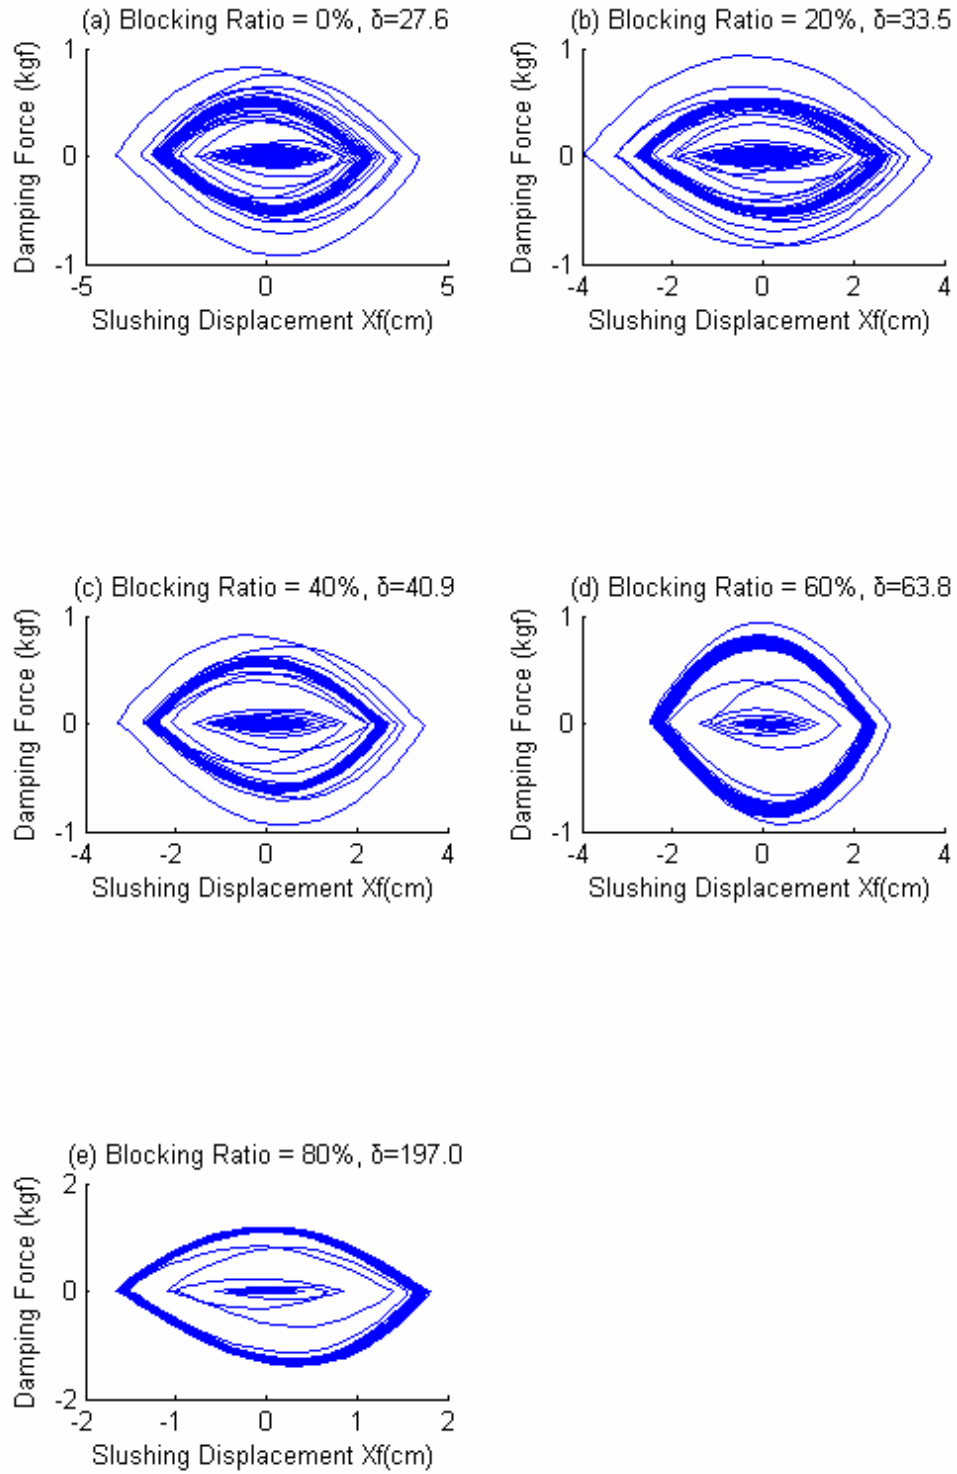 (a) Blocking Ratio = 0%, δ=27.6
1
0
-1
Damping Force (kgf)
-5 0 5
Slushing Displacement Xf(cm)
(b) Blocking Ratio = 20%, δ=33.5
1
0
-1
Damping Force (kgf)
-4 -2 0 2 4
Slushing Displacement Xf(cm)
(c) Blocking Ratio = 40%, δ=40.9
1
0
-1
Damping Force (kgf)
-4 -2 0 2 4
Slushing Displacement Xf(cm)
(d) Blocking Ratio = 60%, δ=63.8
1
0
-1
Damping Force (kgf)
-4 -2 0 2 4
Slushing Displacement Xf(cm)
(e) Blocking Ratio = 80%, δ=197.0
2
0
-2
Damping Force (kgf)
-2 -1 0 1 2
Slushing Displacement Xf(cm)